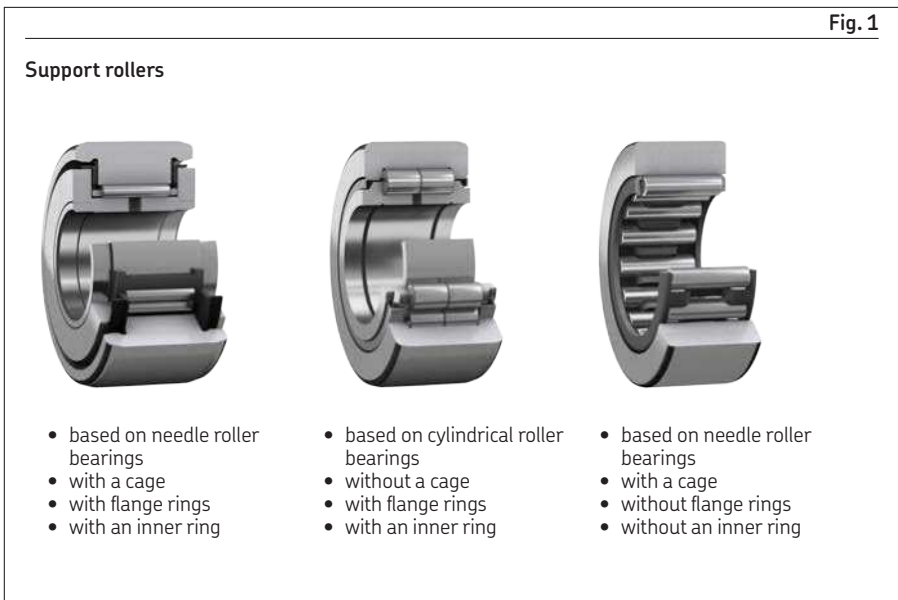 Fig. 1
Support rollers
• based on needle roller
bearings
• with a cage
• with flange rings
• with an inner ring
• based on cylindrical roller
bearings
• without a cage
• with flange rings
• with an inner ring
• based on needle roller
bearings
• with a cage
• without flange rings
• without an inner ring